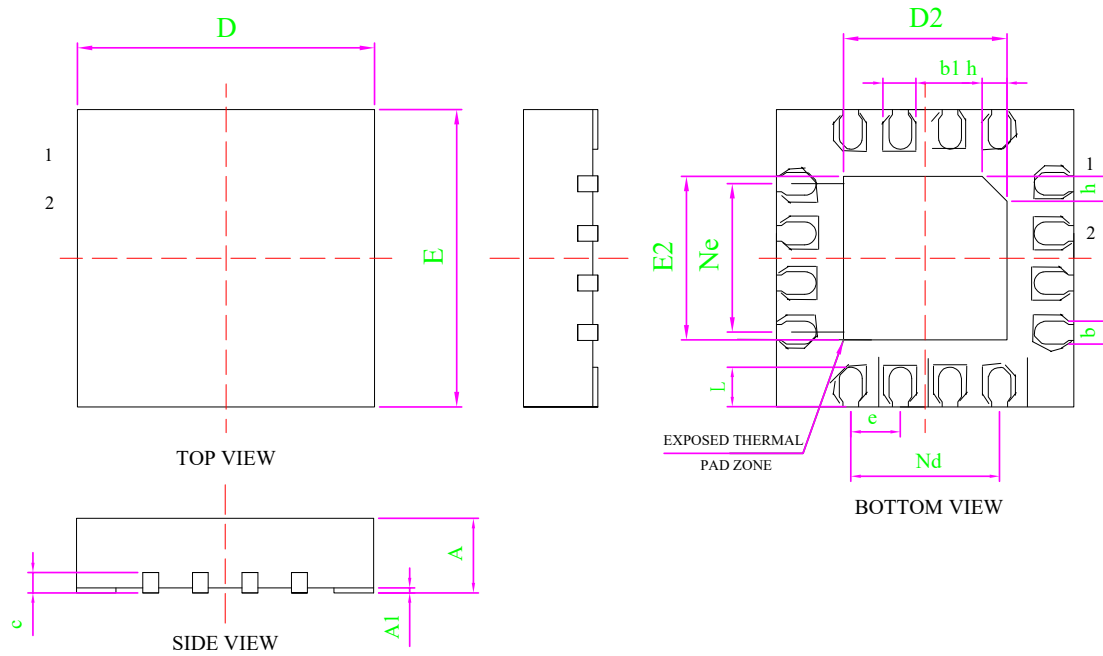 D
1
2
E
TOP VIEW
D2
b1 h
1
h
2
E2
Ne
b
L
e
EXPOSED THERMAL
PAD ZONE
Nd
BOTTOM VIEW
A
c
A1
SIDE VIEW